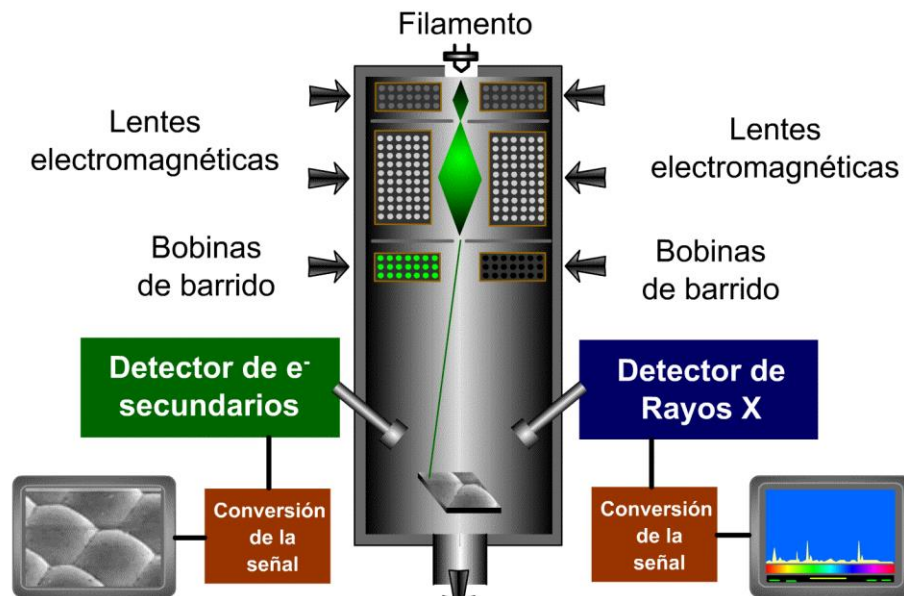 Filamento
Lentes
electromagnéticas
Lentes
electromagnéticas
Bobinas
de barrido
Bobinas
de barrido
Detector de e⁻
secundarios
Detector de
Rayos X
Conversión
de la
señal
Conversión
de la
señal